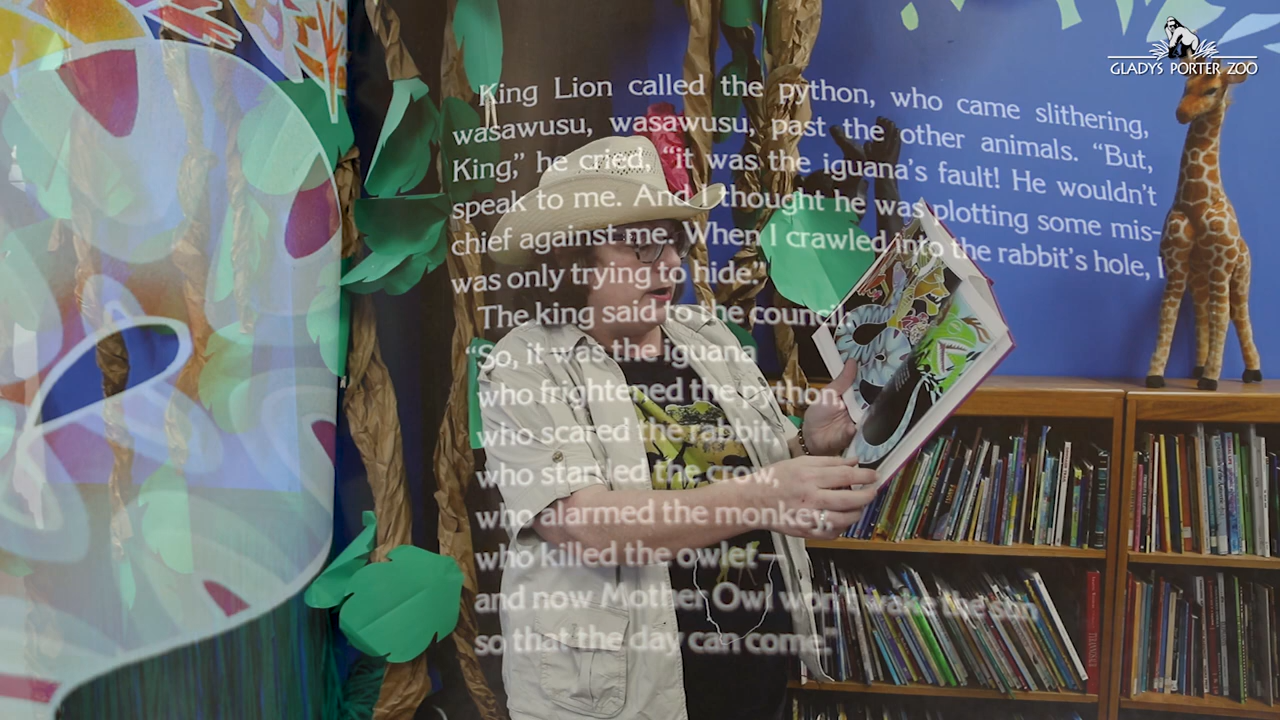 GLADYS PORTER ZOO
King Lion called the python, who came slithering,
wasawusu, wasawusu, past the other animals. "But,
King," he cried, "it was the iguana's fault! He wouldn't
speak to me. And I thought he was plotting some mis-
chief against me. When I crawled into the rabbit's hole, I
was only trying to hide."
The king said to the council:
"So, it was the iguana
who frightened the python,
who scared the rabbit,
who startled the crow,
who alarmed the monkey,
who killed the owlet—
and now Mother Owl won't wake the sun
so that the day can come."